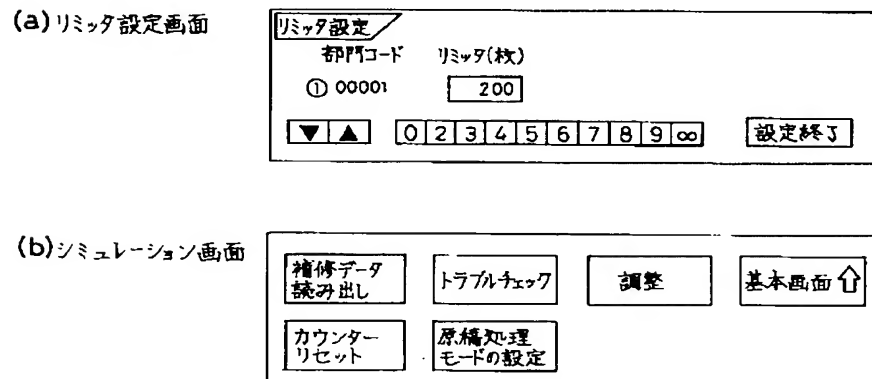 (a)リミッタ設定画面
リミッタ設定
部門コード リミッタ(枚)
① 00001 200
▼ ▲ 0 2 3 4 5 6 7 8 9 ∞ 設定終了
(b)シミュレーション画面
補修データ
読み出し
トラブルチェック
調整
基本画面⇧
カウンター
リセット
原稿処理
モードの設定